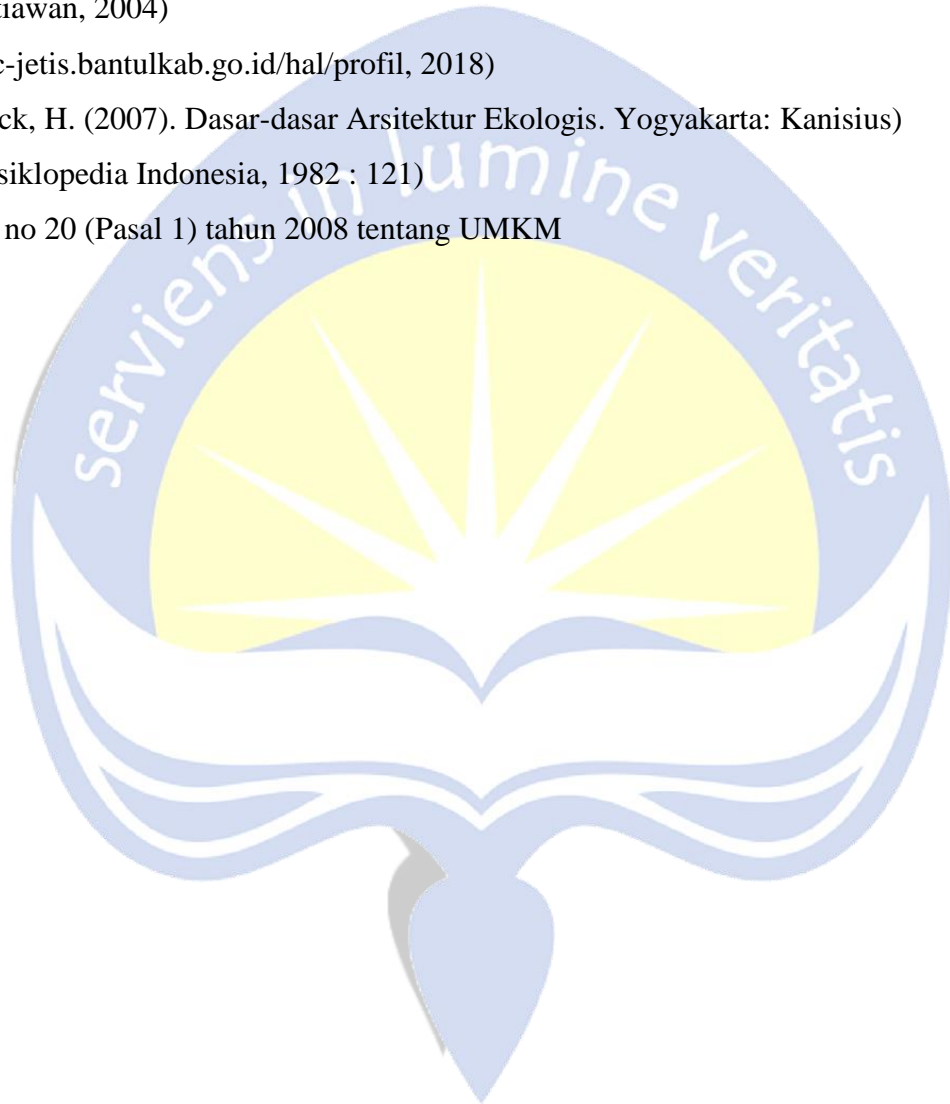 tiawan, 2004)
c-jetis.bantulkab.go.id/hal/profil, 2018)
ck, H. (2007). Dasar-dasar Arsitektur Ekologis. Yogyakarta: Kanisius)
siklopedia Indonesia, 1982 : 121)
no 20 (Pasal 1) tahun 2008 tentang UMKM
serviens in lumine veritatis